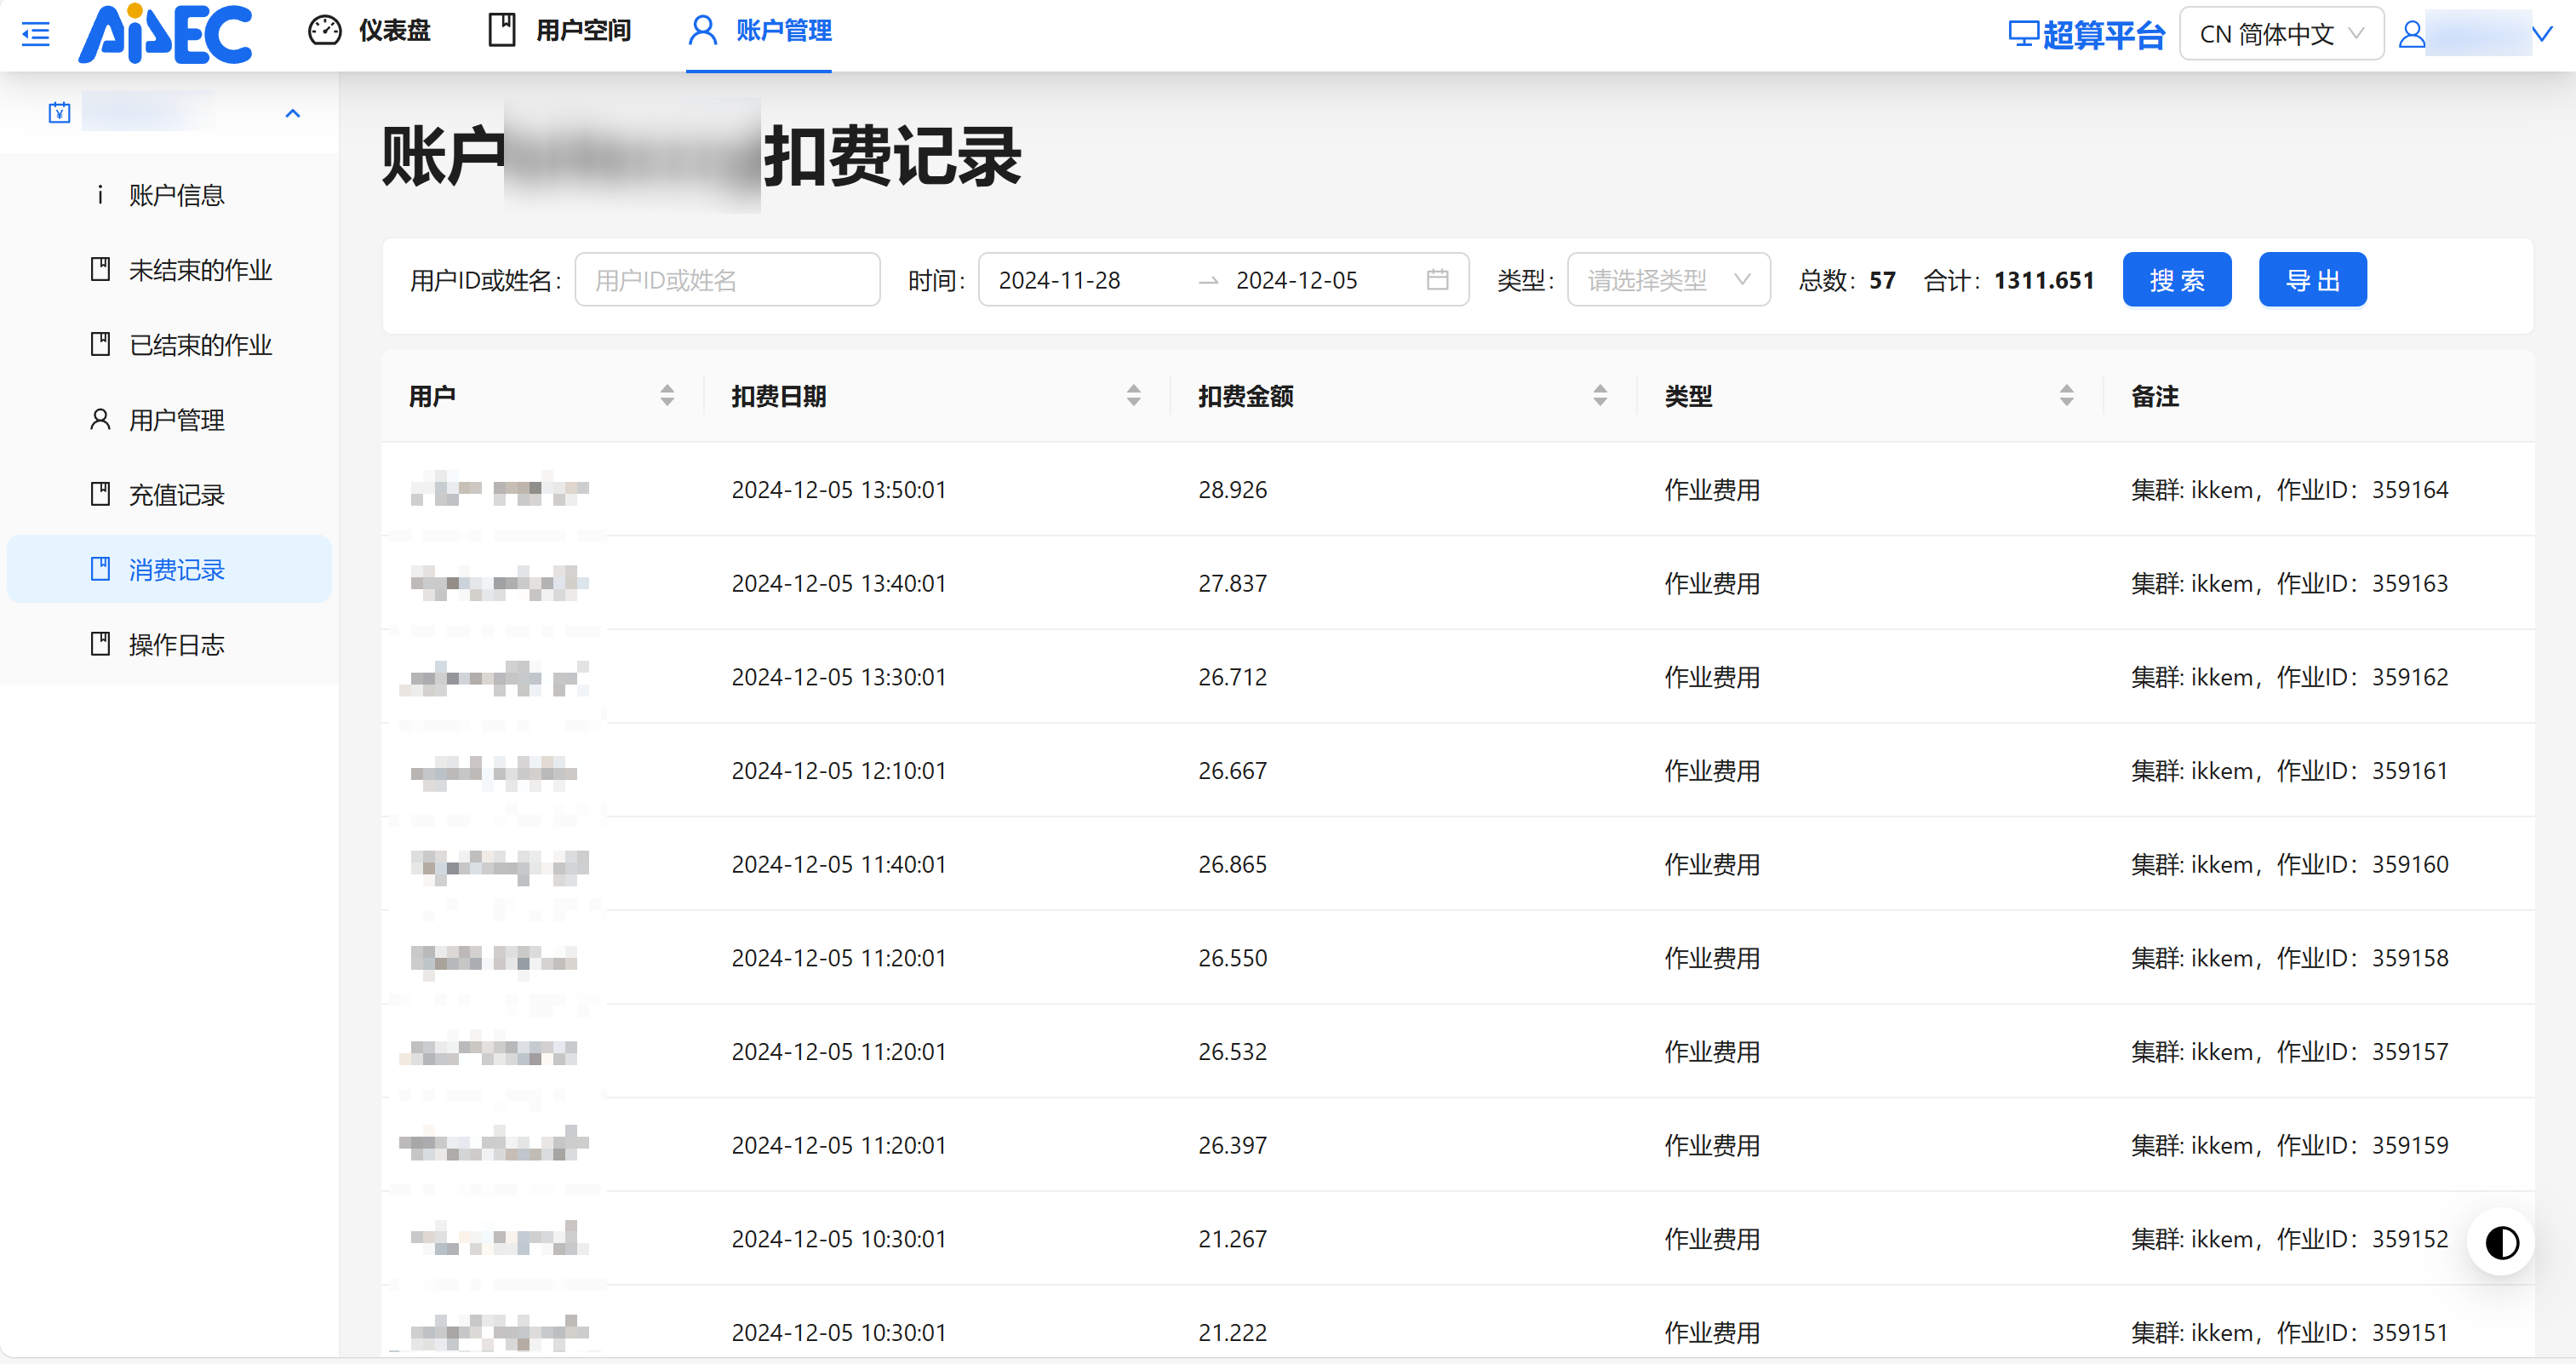 AiDEC 仪表盘 用户空间 账户管理 超算平台 CN 简体中文
账户信息
未结束的作业
已结束的作业
用户管理
充值记录
消费记录
操作日志
账户 扣费记录
用户ID或姓名： 用户ID或姓名 时间： 2024-11-28 → 2024-12-05 类型： 请选择类型 总数：57 合计：1311.651 搜 索 导 出
用户 扣费日期 扣费金额 类型 备注
2024-12-05 13:50:01 28.926 作业费用 集群: ikkem，作业ID：359164
2024-12-05 13:40:01 27.837 作业费用 集群: ikkem，作业ID：359163
2024-12-05 13:30:01 26.712 作业费用 集群: ikkem，作业ID：359162
2024-12-05 12:10:01 26.667 作业费用 集群: ikkem，作业ID：359161
2024-12-05 11:40:01 26.865 作业费用 集群: ikkem，作业ID：359160
2024-12-05 11:20:01 26.550 作业费用 集群: ikkem，作业ID：359158
2024-12-05 11:20:01 26.532 作业费用 集群: ikkem，作业ID：359157
2024-12-05 11:20:01 26.397 作业费用 集群: ikkem，作业ID：359159
2024-12-05 10:30:01 21.267 作业费用 集群: ikkem，作业ID：359152
2024-12-05 10:30:01 21.222 作业费用 集群: ikkem，作业ID：359151